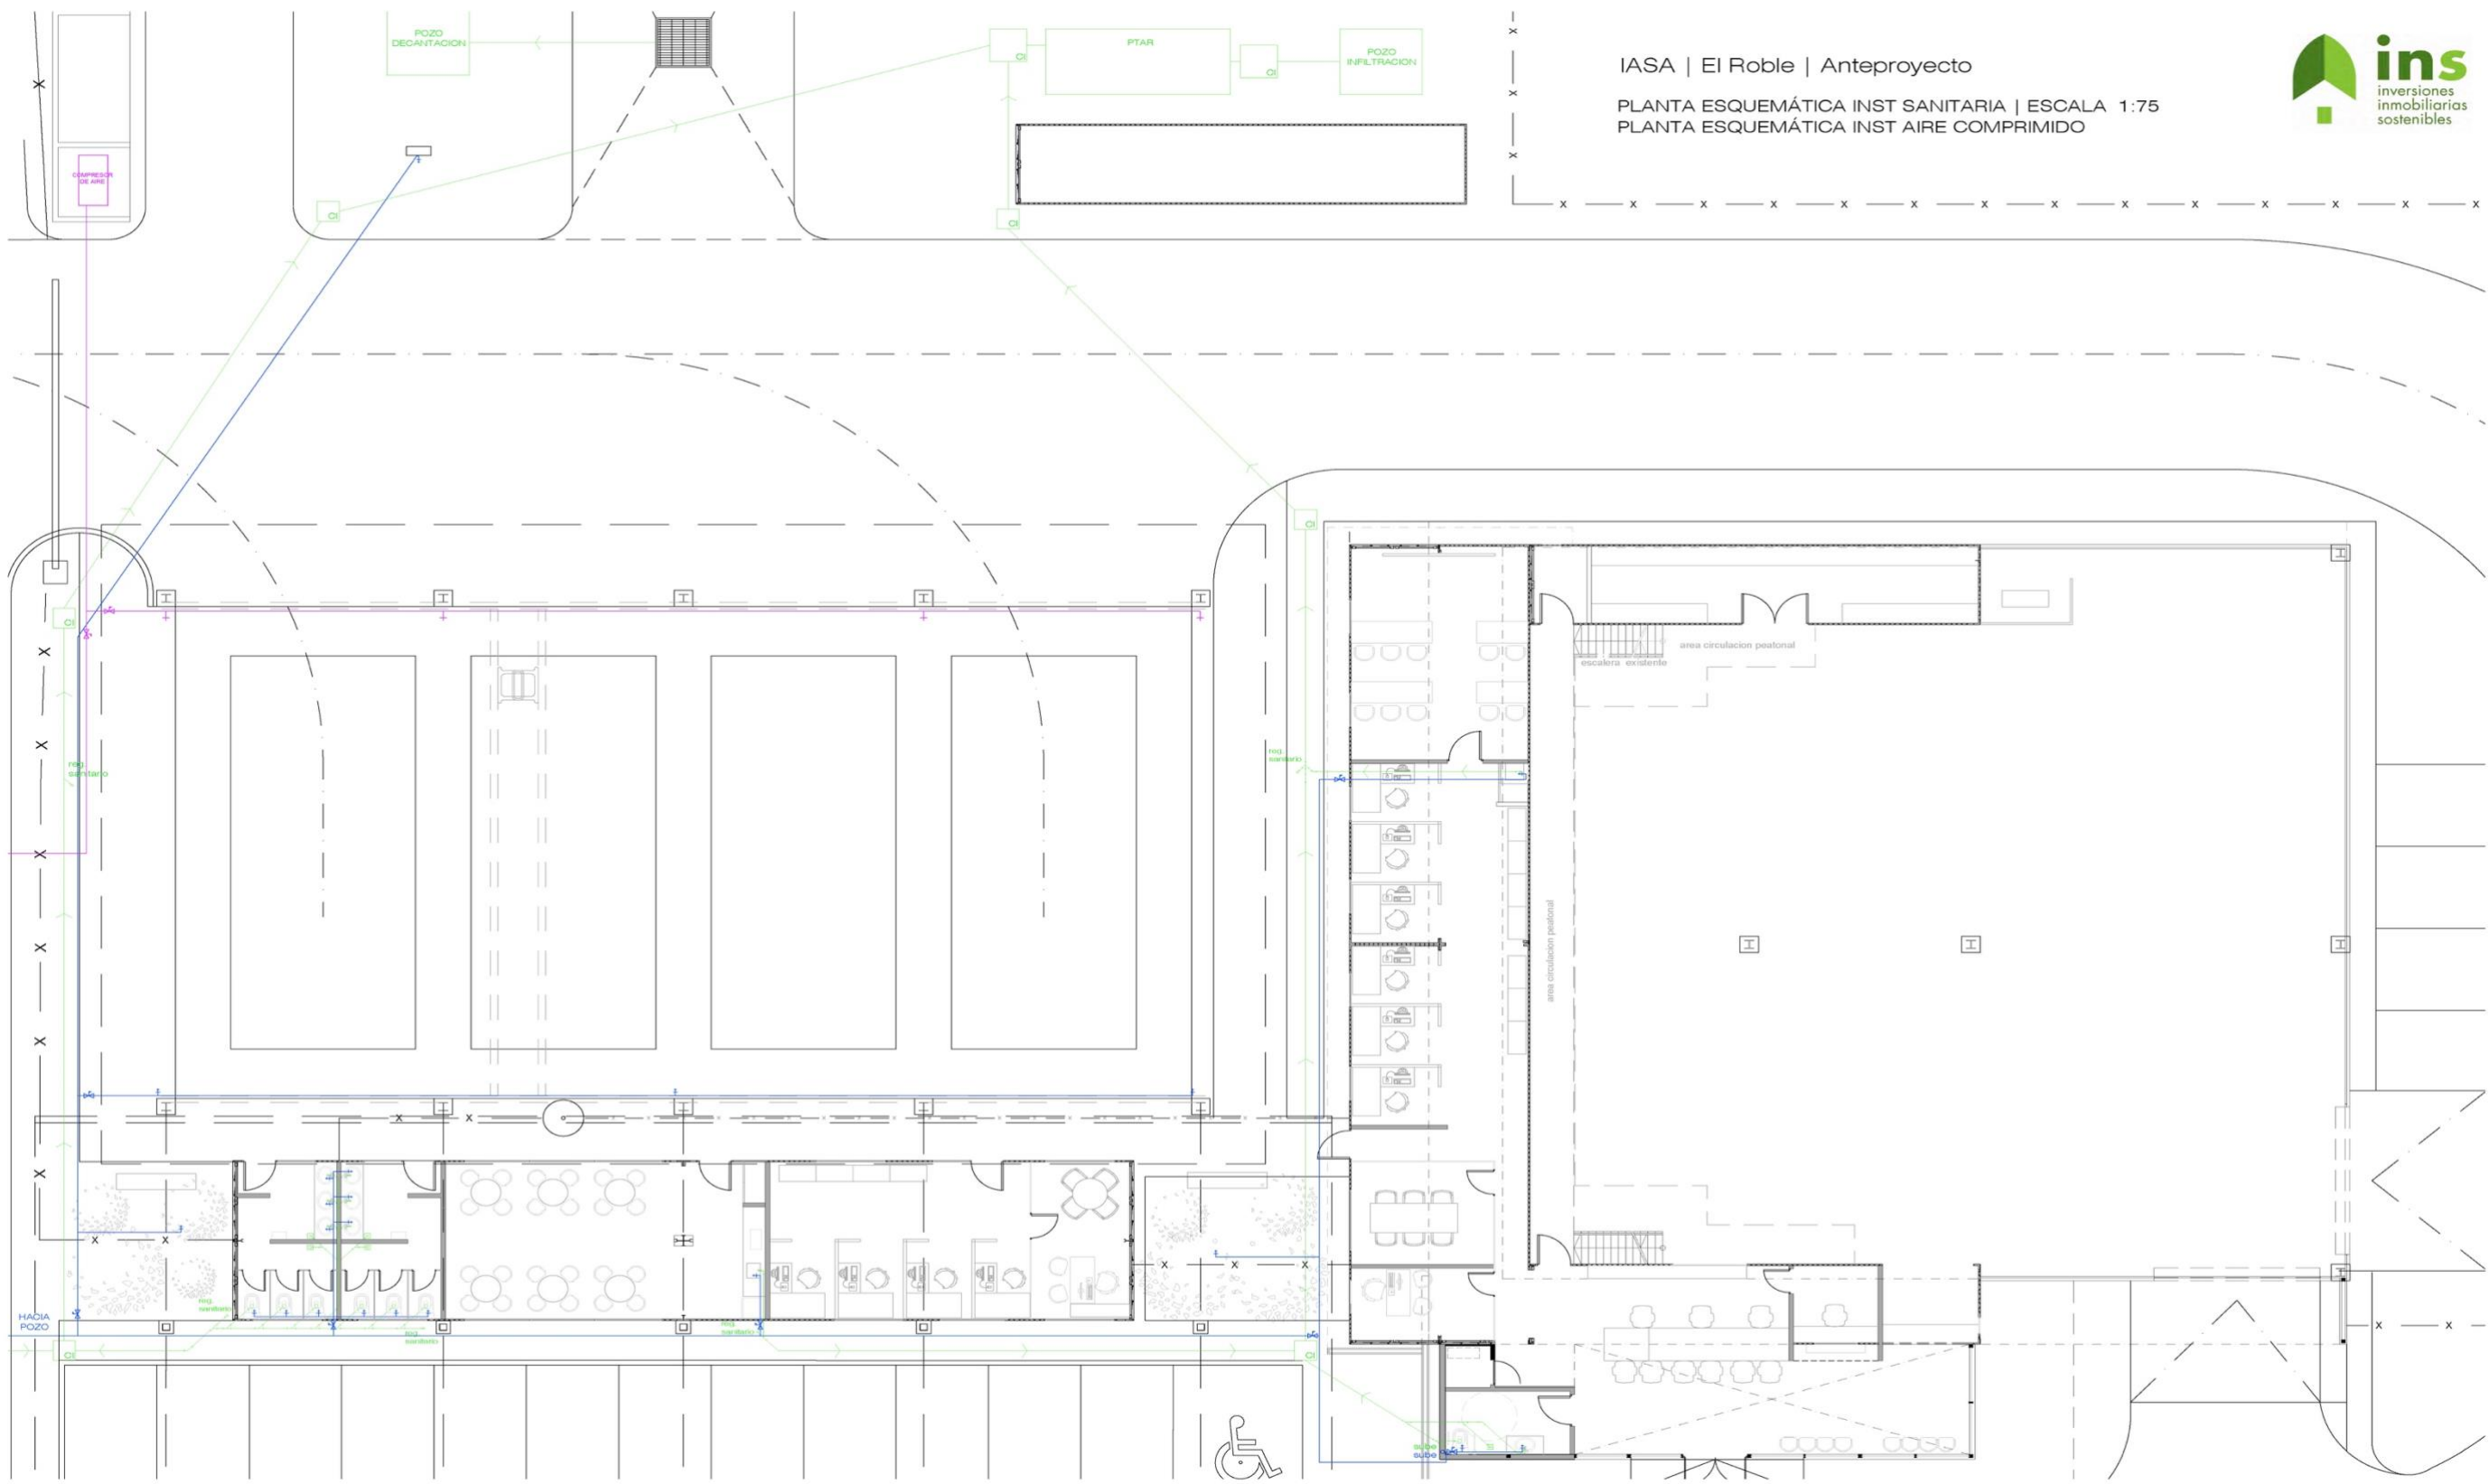 POZO
DECANTACION
CI
PTAR
CI
POZO
INFILTRACION
IASA | El Roble | Anteproyecto
PLANTA ESQUEMÁTICA INST SANITARIA | ESCALA 1:75
PLANTA ESQUEMÁTICA INST AIRE COMPRIMIDO
ins
inversiones
inmobiliarias
sostenibles
COMPRESOR
DE AIRE
CI
CI
CI
CI
area circulacion peatonal
escalera existente
reg.
sanitario
reg.
sanitario
area circulacion peatonal
HACIA
POZO
reg.
sanitario
reg.
sanitario
reg.
sanitario
CI
CI
sube
sube